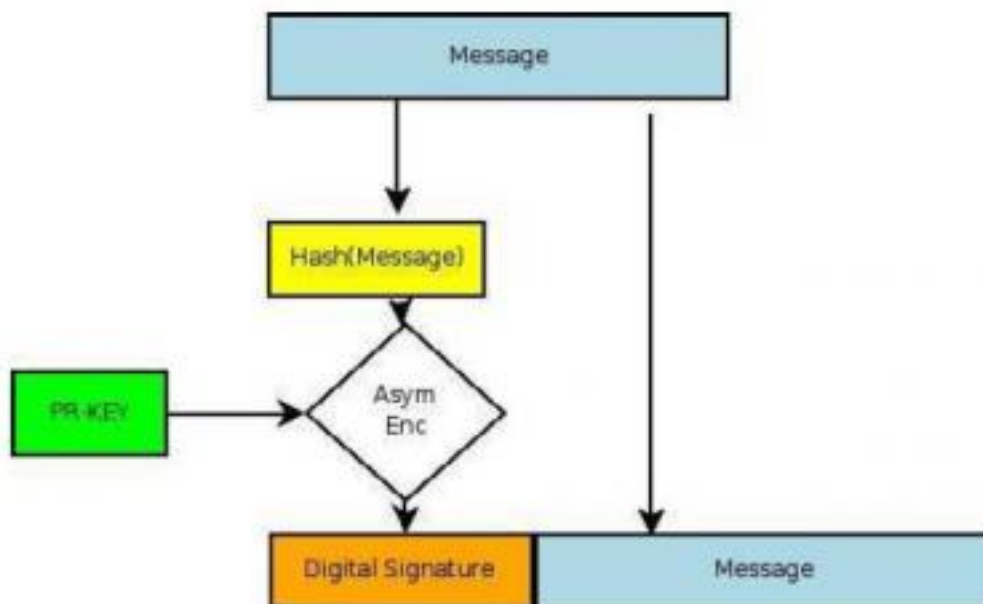 Message
Hash(Message)
PR-KEY
Asym
Enc
Digital Signature
Message